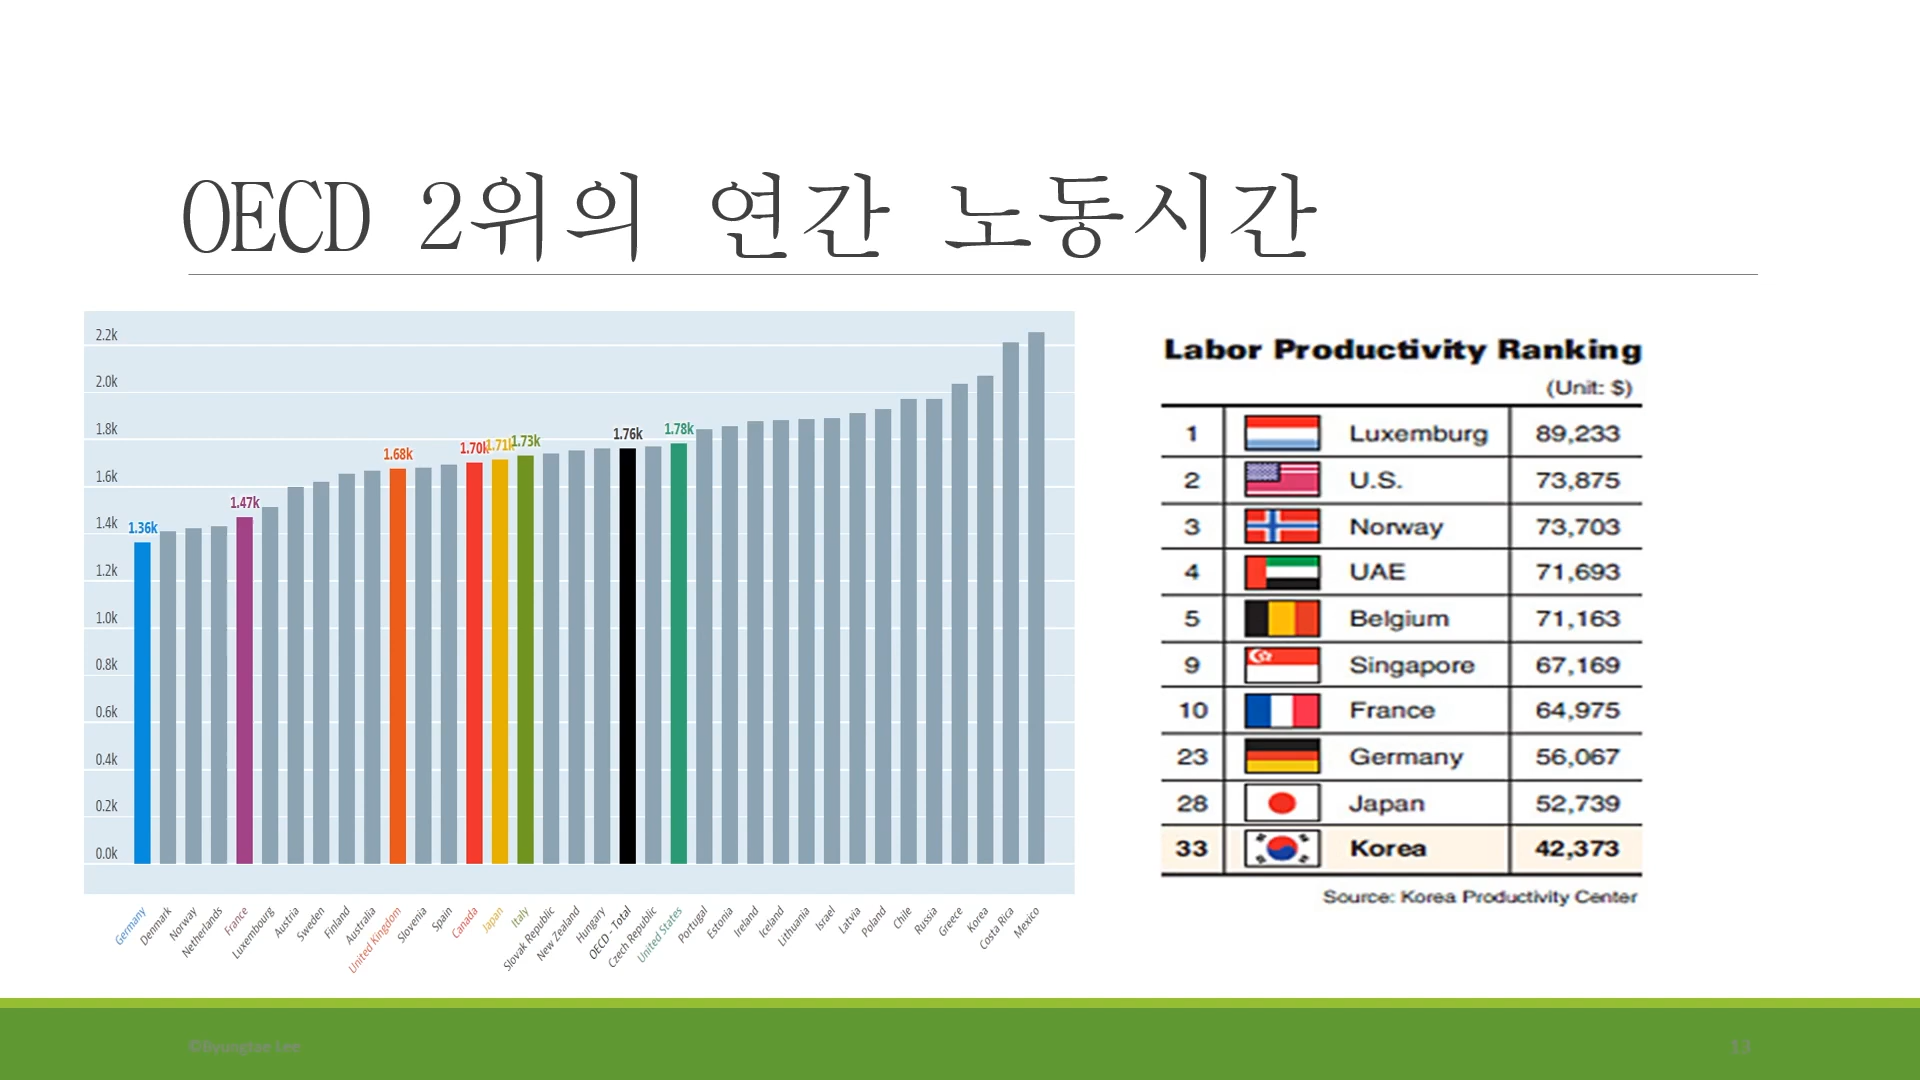 OECD 2위의 연간 노동시간
2.2k
2.0k
1.8k
1.6k
1.4k
1.2k
1.0k
0.8k
0.6k
0.4k
0.2k
0.0k
1.36k
1.47k
1.68k
1.70k
1.71k
1.73k
1.76k
1.78k
Germany
Denmark
Norway
Netherlands
France
Luxembourg
Austria
Sweden
Finland
Australia
United Kingdom
Slovenia
Spain
Canada
Japan
Italy
Slovak Republic
New Zealand
Hungary
OECD - Total
Czech Republic
United States
Portugal
Estonia
Ireland
Iceland
Lithuania
Israel
Latvia
Poland
Chile
Russia
Greece
Korea
Costa Rica
Mexico
Labor Productivity Ranking
(Unit: $)
1 Luxemburg 89,233
2 U.S. 73,875
3 Norway 73,703
4 UAE 71,693
5 Belgium 71,163
9 Singapore 67,169
10 France 64,975
23 Germany 56,067
28 Japan 52,739
33 Korea 42,373
Source: Korea Productivity Center
©Byungtae Lee
13